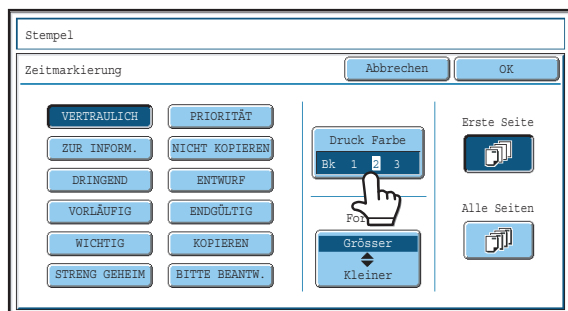 Stempel
Zeitmarkierung
Abbrechen
OK
VERTRAULICH
PRIORITÄT
ZUR INFORM.
NICHT KOPIEREN
DRINGEND
ENTWURF
VORLÄUFIG
ENDGÜLTIG
WICHTIG
KOPIEREN
STRENG GEHEIM
BITTE BEANTW.
Druck Farbe
Bk 1 2 3
Grösser
Kleiner
Erste Seite
Alle Seiten